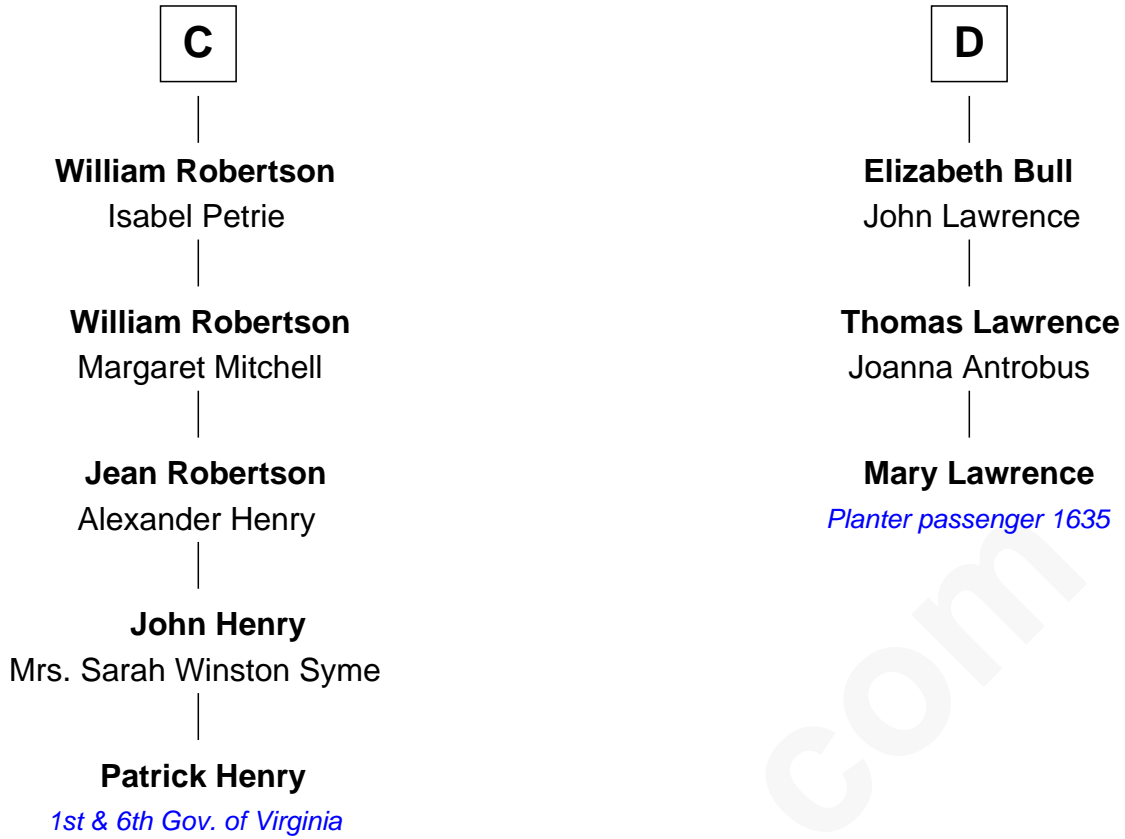 C
William Robertson
Isabel Petrie
William Robertson
Margaret Mitchell
Jean Robertson
Alexander Henry
John Henry
Mrs. Sarah Winston Syme
Patrick Henry
1st & 6th Gov. of Virginia
D
Elizabeth Bull
John Lawrence
Thomas Lawrence
Joanna Antrobus
Mary Lawrence
Planter passenger 1635
com